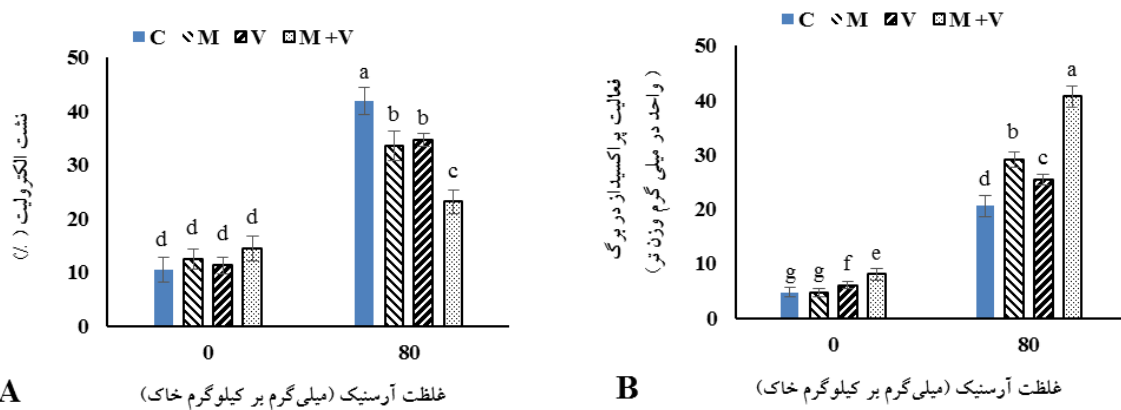 C M V M +V
50
40
30
20
10
0
نشت الکترولیت ( ٪)
d d d d
a b b c
0 80
غلظت آرسنیک (میلی‌گرم بر کیلوگرم خاک)
A
C M V M +V
50
40
30
20
10
0
فعالیت پراکسیداز در برگ
( واحد در میلی گرم وزن تر)
g g f e
d b c a
0 80
غلظت آرسنیک (میلی‌گرم بر کیلوگرم خاک)
B